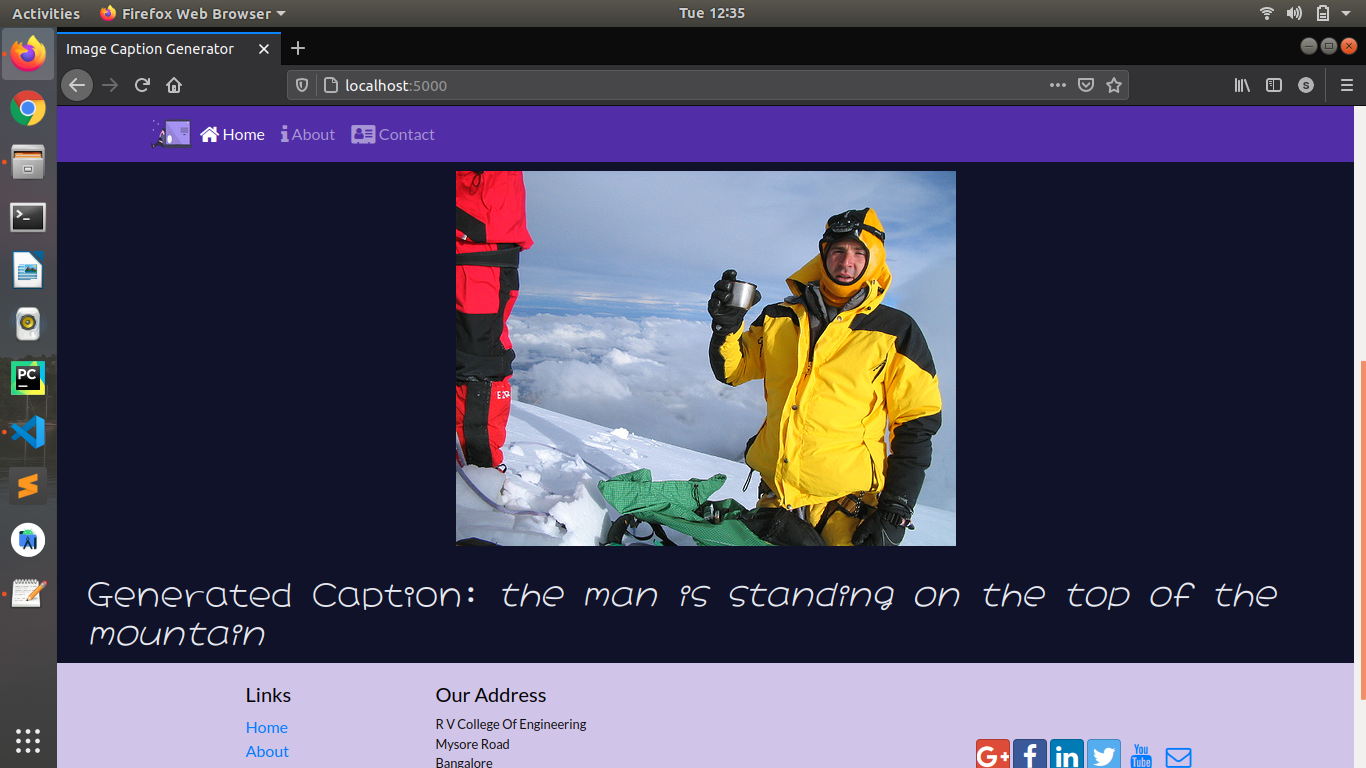 Activities Firefox Web Browser Tue 12:35
Image Caption Generator
localhost:5000
S
Home About Contact
PC
Generated Caption: the man is standing on the top of the
mountain
Links Our Address
Home R V College Of Engineering
Mysore Road
About Bangalore
G+ f in You Tube